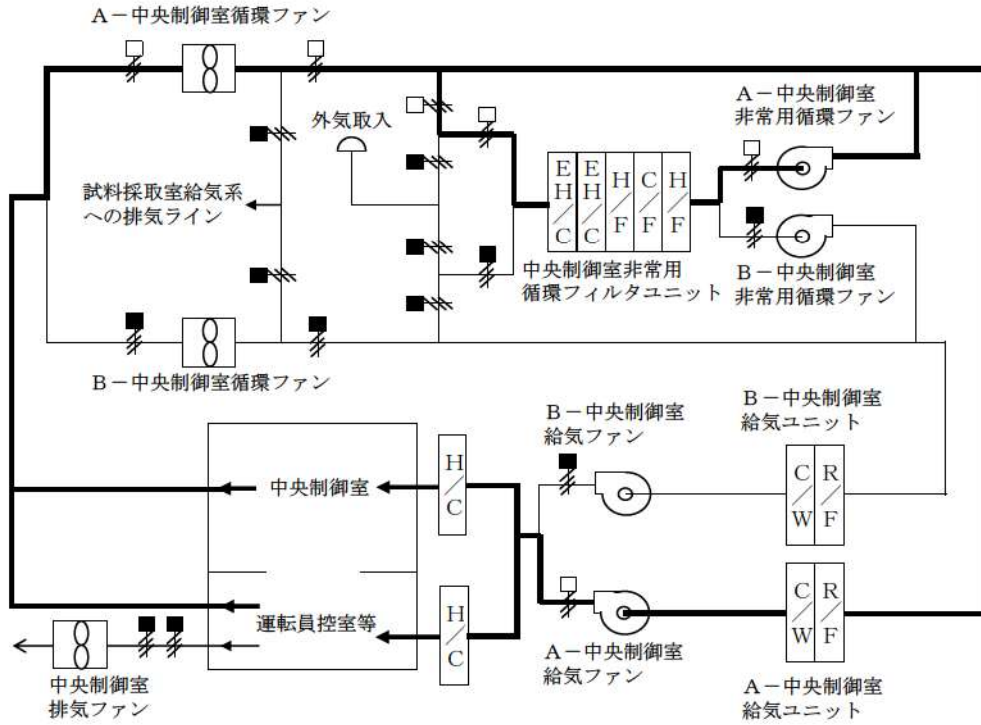 A－中央制御室循環ファン
A－中央制御室
非常用循環ファン
外気取入
試料採取室給気系
への排気ライン
E H／C
E H／C
H／F
C／F
H／F
中央制御室非常用
循環フィルタユニット
B－中央制御室
非常用循環ファン
B－中央制御室循環ファン
B－中央制御室
給気ファン
B－中央制御室
給気ユニット
中央制御室
H／C
C／W
R／F
運転員控室等
H／C
C／W
R／F
A－中央制御室
給気ファン
中央制御室
排気ファン
A－中央制御室
給気ユニット